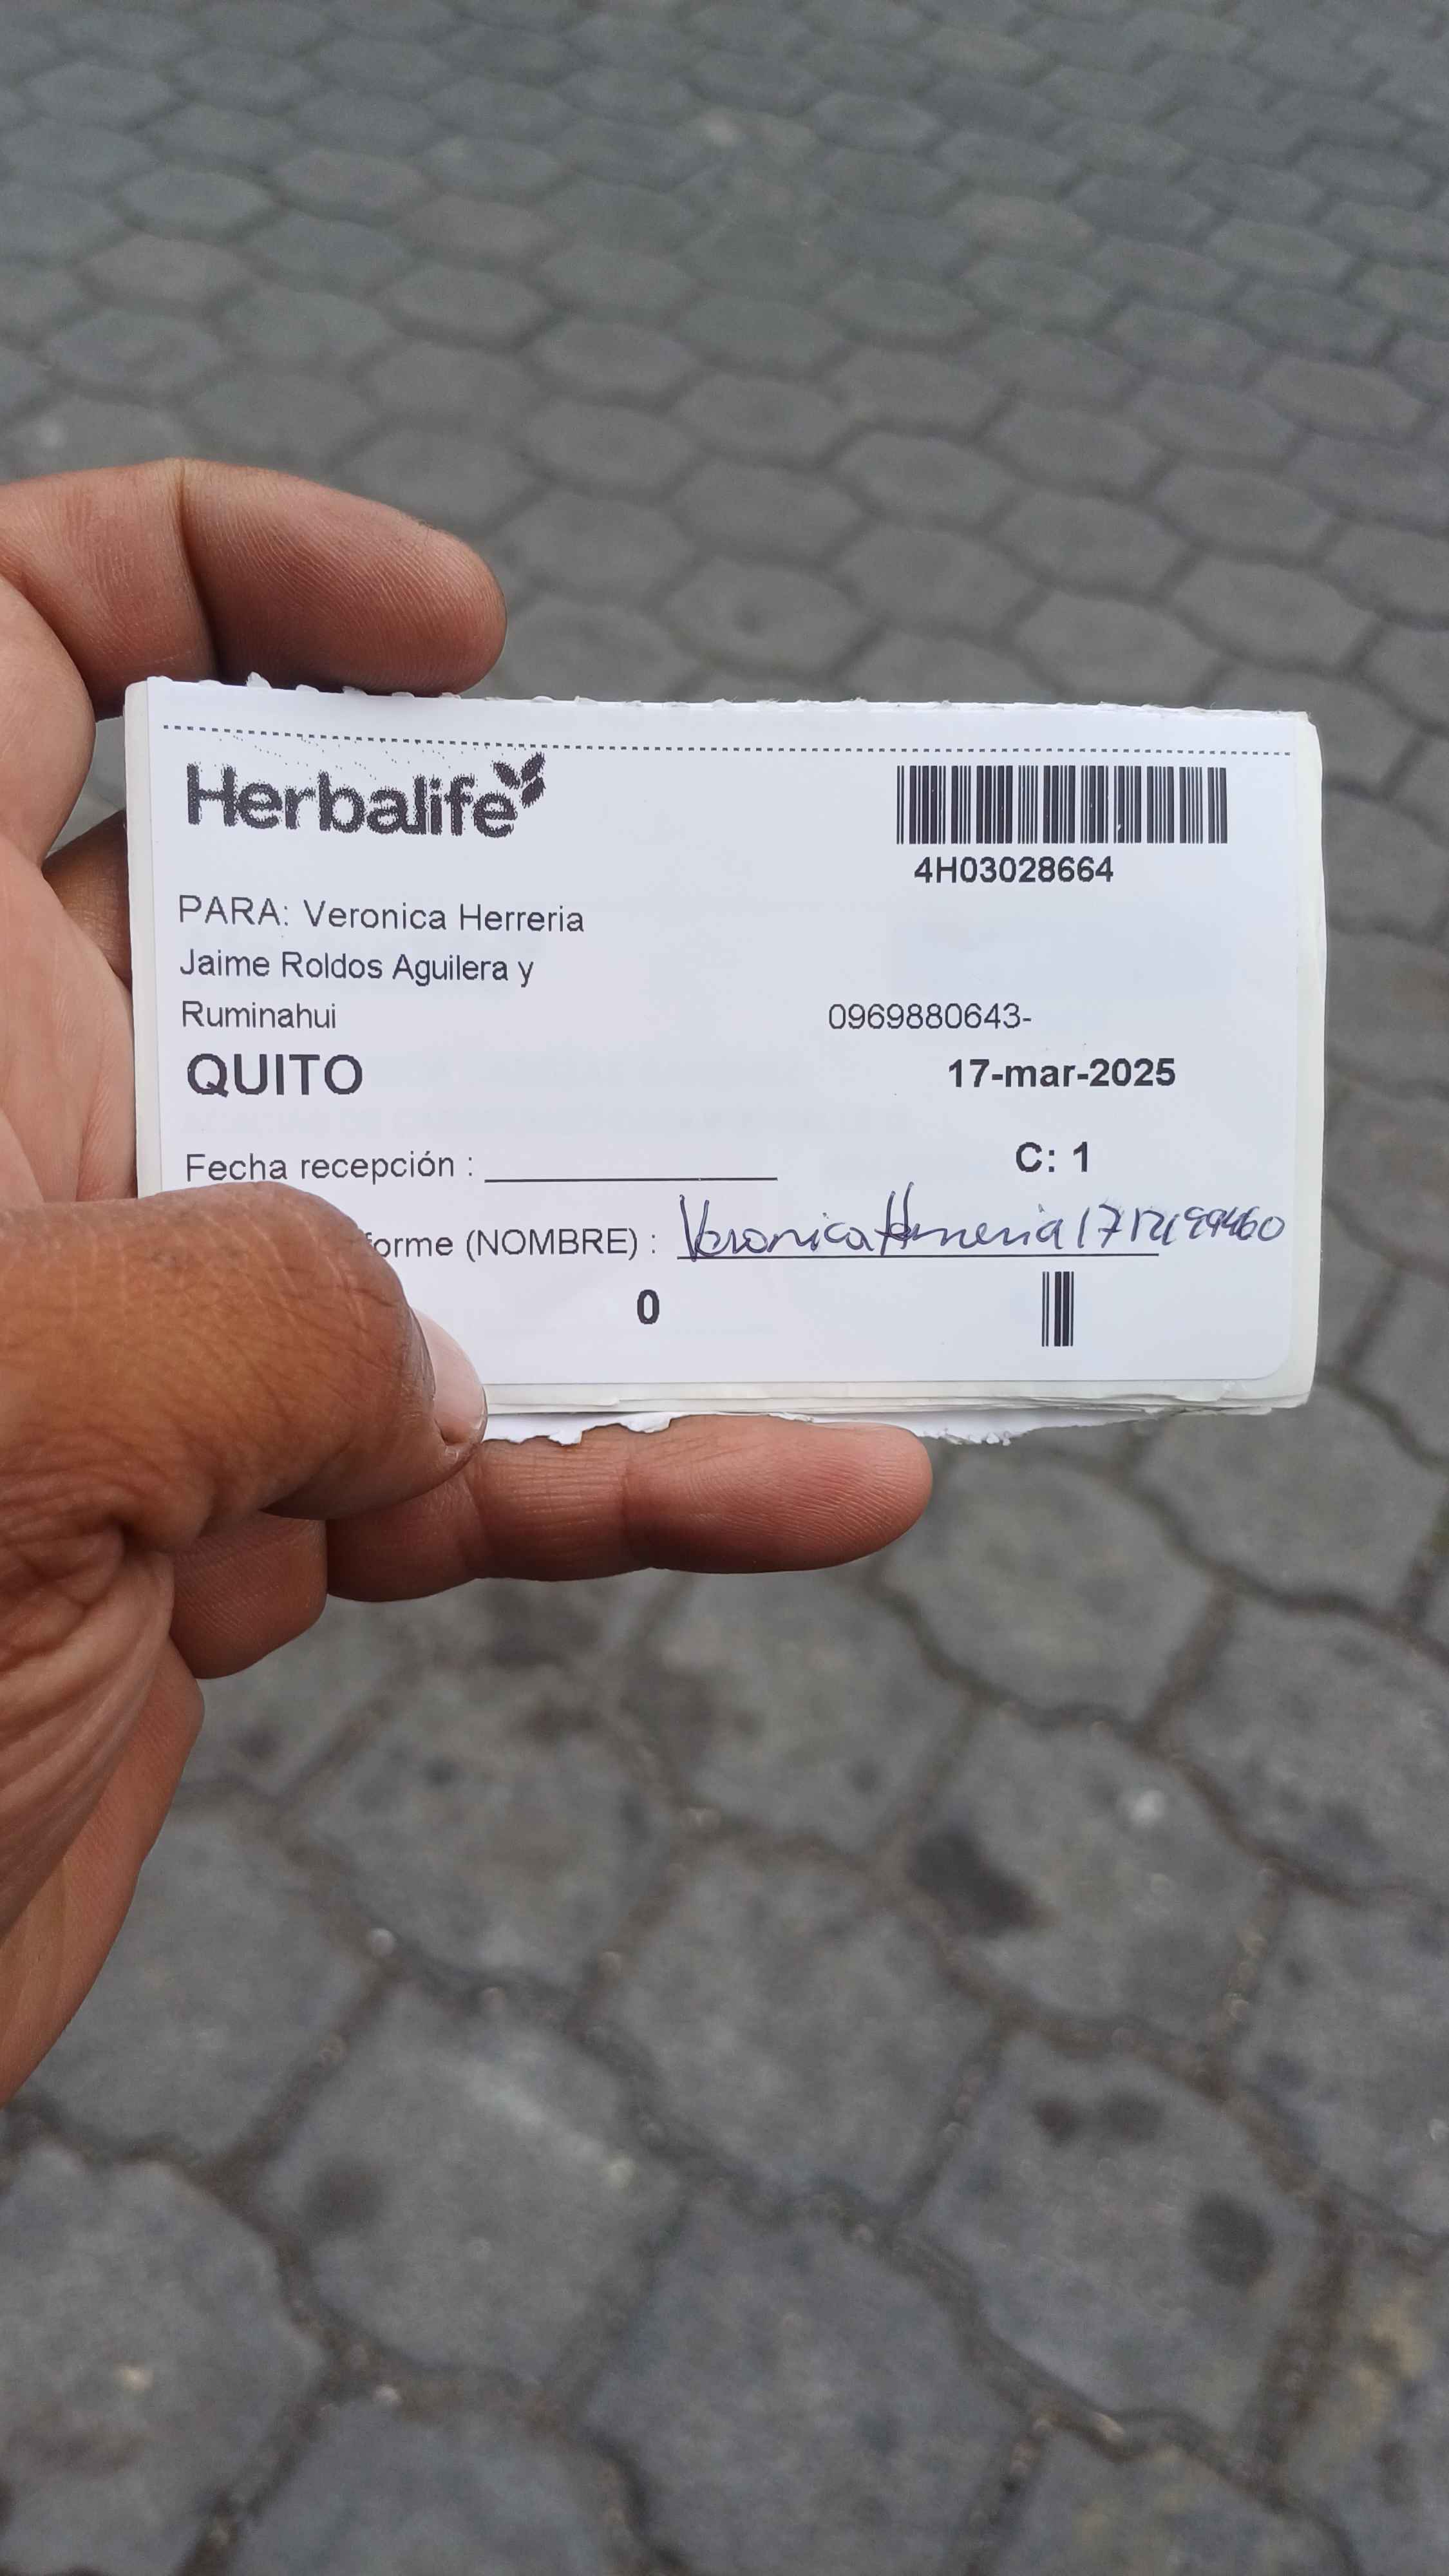 Herbalife
4H03028664
PARA: Veronica Herreria
Jaime Roldos Aguilera y
Ruminahui
0969880643-
QUITO
17-mar-2025
Fecha recepción : 
C: 1
forme (NOMBRE) : Veronica Herreria
0